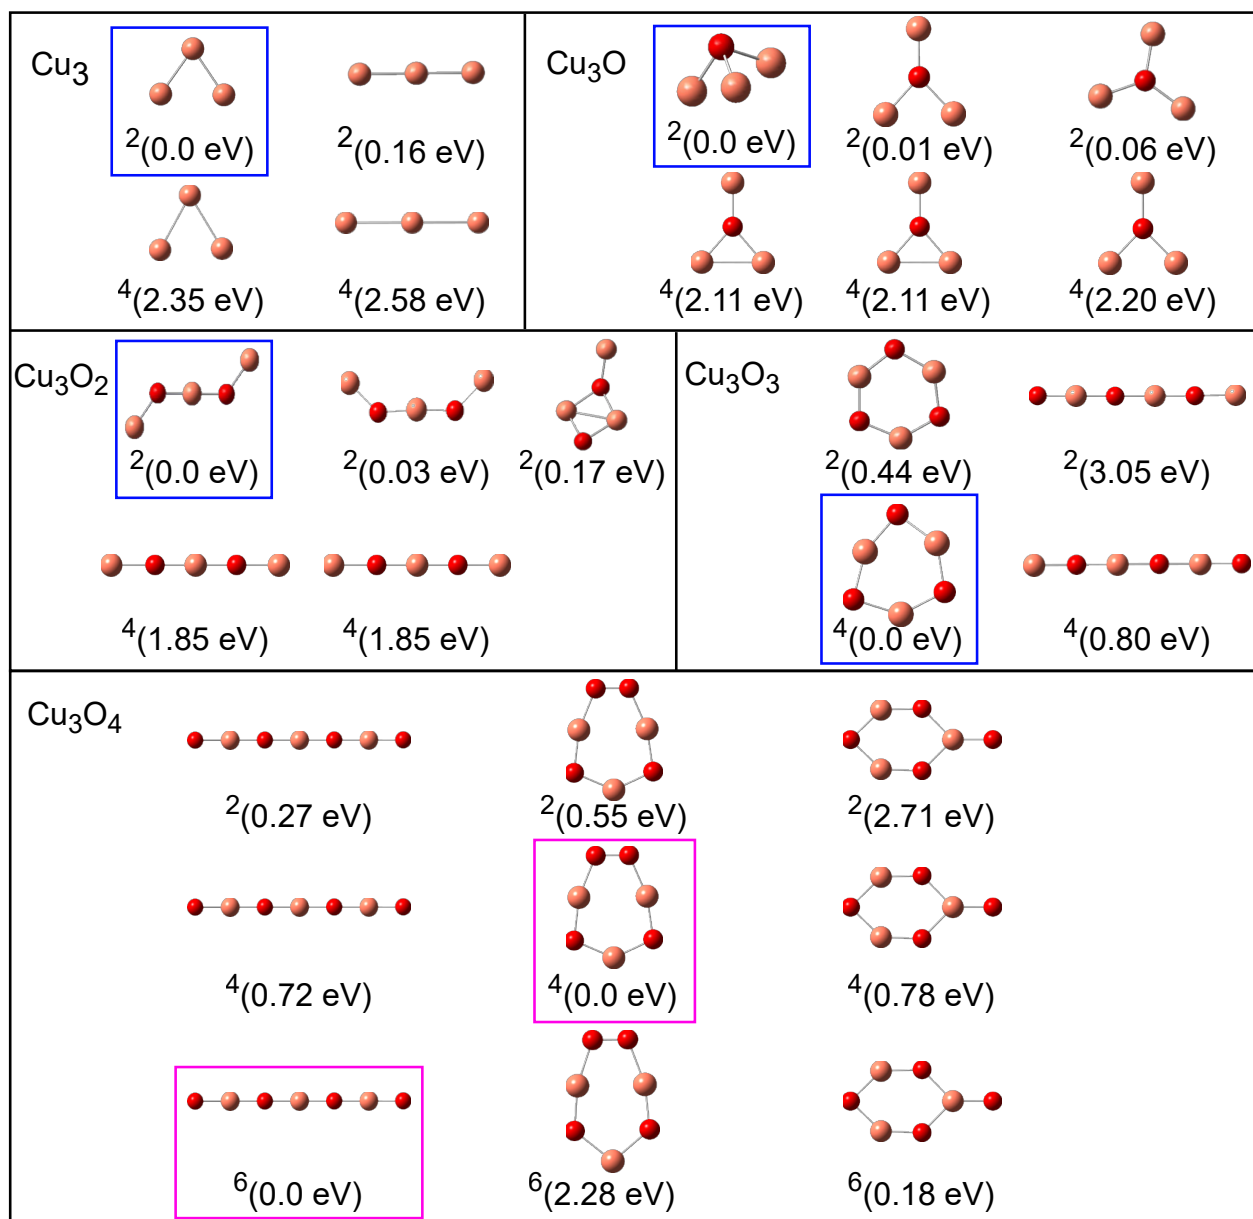 Cu3
²(0.0 eV)
²(0.16 eV)
⁴(2.35 eV)
⁴(2.58 eV)
Cu3O
²(0.0 eV)
²(0.01 eV)
²(0.06 eV)
⁴(2.11 eV)
⁴(2.11 eV)
⁴(2.20 eV)
Cu3O2
²(0.0 eV)
²(0.03 eV)
²(0.17 eV)
⁴(1.85 eV)
⁴(1.85 eV)
Cu3O3
²(0.44 eV)
²(3.05 eV)
⁴(0.0 eV)
⁴(0.80 eV)
Cu3O4
²(0.27 eV)
²(0.55 eV)
²(2.71 eV)
⁴(0.72 eV)
⁴(0.0 eV)
⁴(0.78 eV)
⁶(0.0 eV)
⁶(2.28 eV)
⁶(0.18 eV)